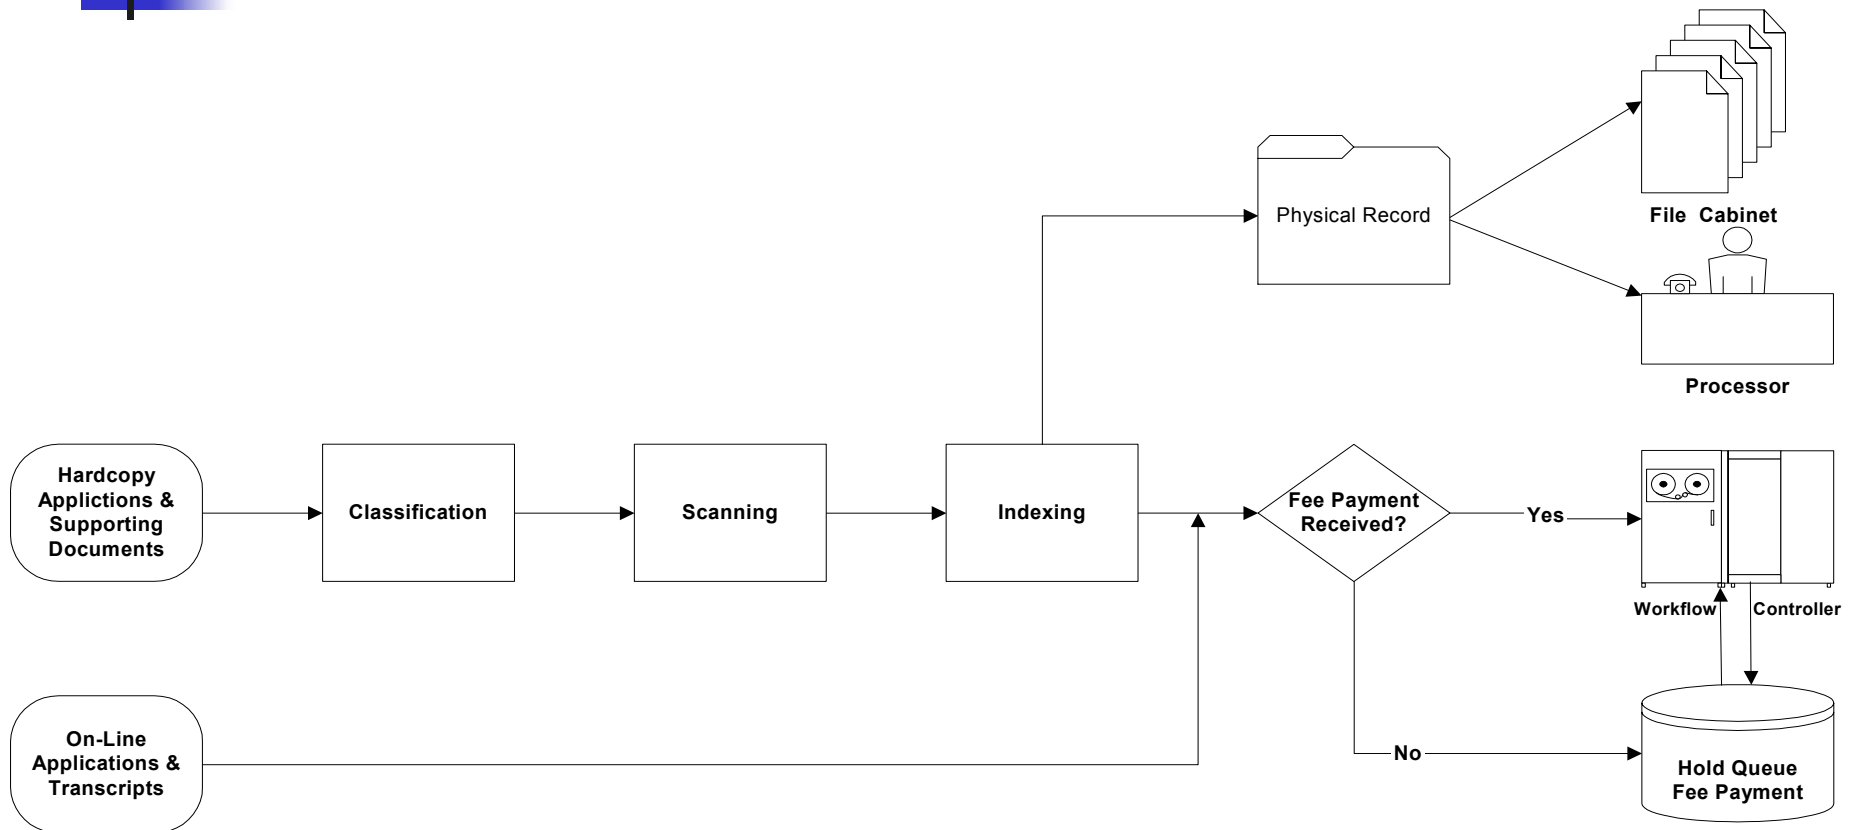 Physical Record
File Cabinet
Processor
Hardcopy
Applictions &
Supporting
Documents
Classification
Scanning
Indexing
Fee Payment
Received?
Yes
Workflow
Controller
On-Line
Applications &
Transcripts
No
Hold Queue
Fee Payment